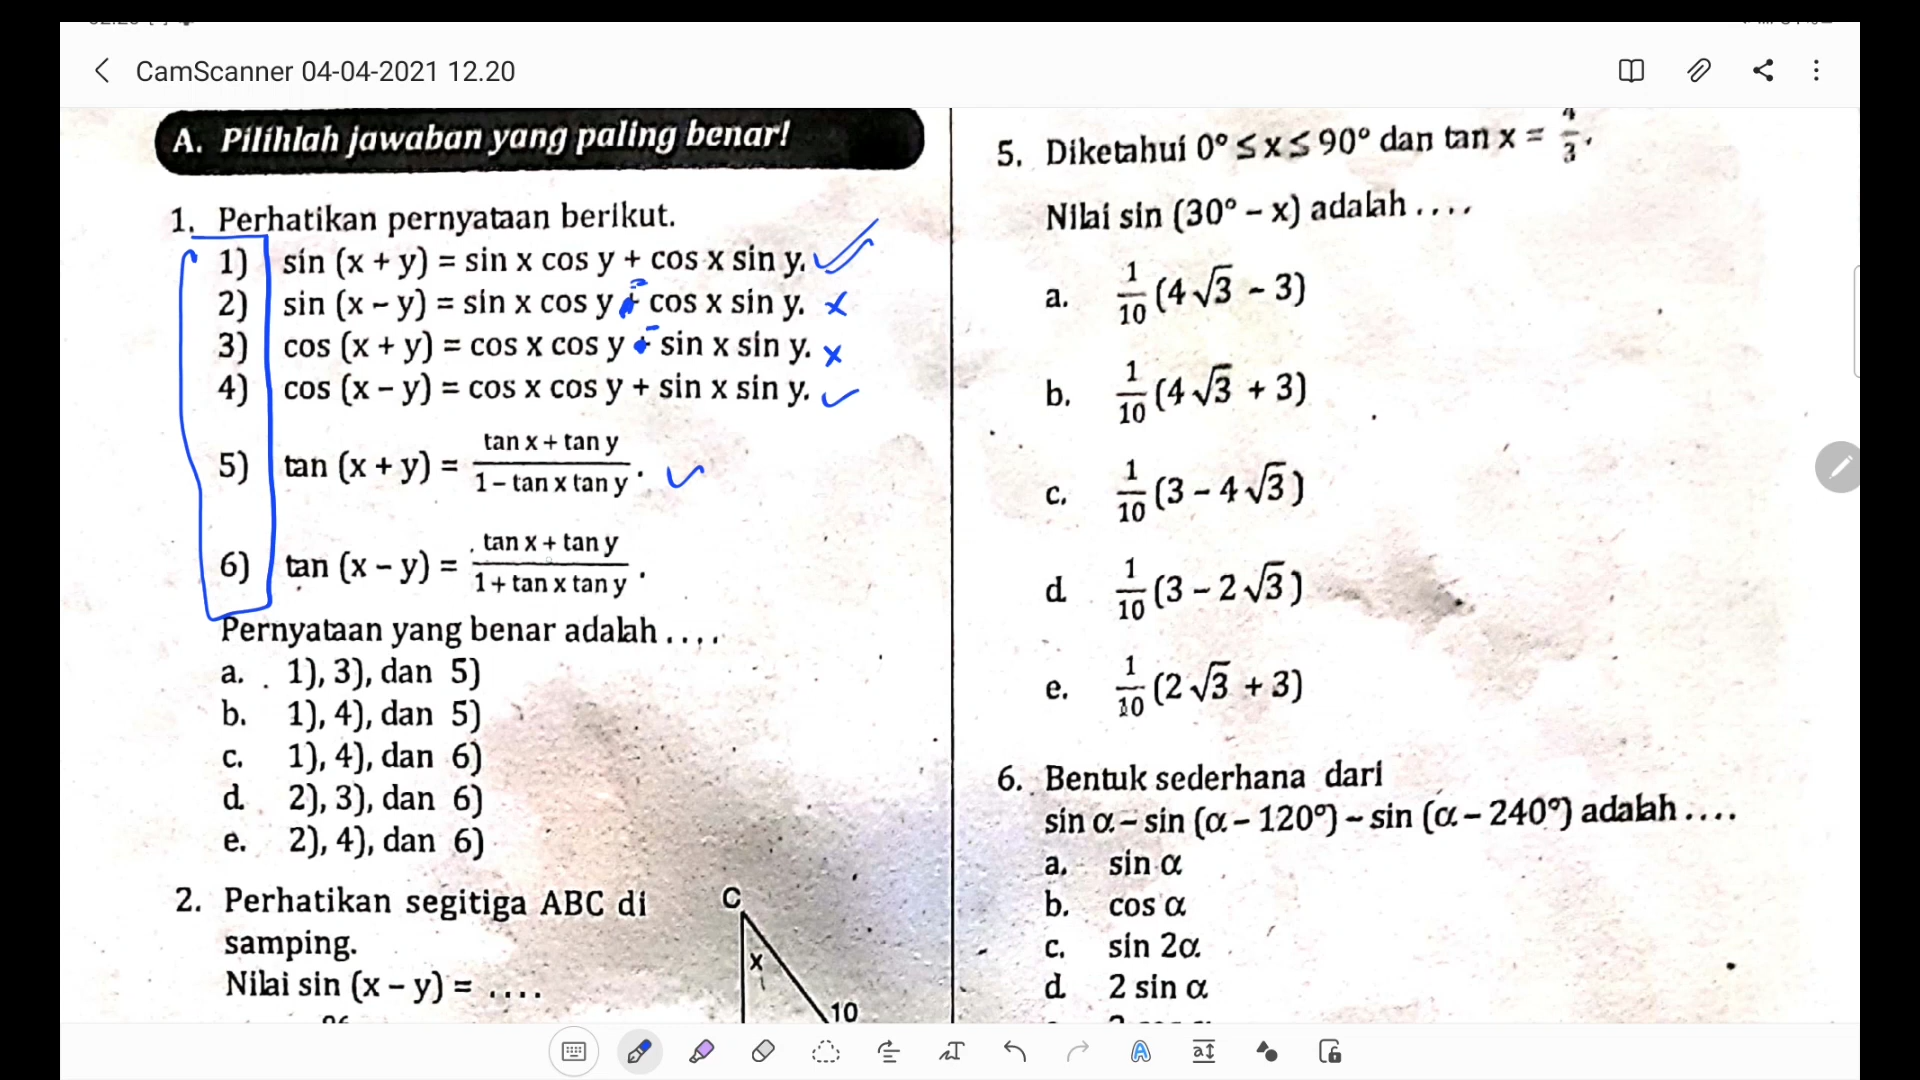 CamScanner 04-04-2021 12.20
A. Pilihlah jawaban yang paling benar!
1. Perhatikan pernyataan berikut.
1) sin (x + y) = sin x cos y + cos x sin y.
2) sin (x – y) = sin x cos y + cos x sin y.
3) cos (x + y) = cos x cos y + sin x sin y.
4) cos (x – y) = cos x cos y + sin x sin y.
5) tan (x + y) = (tan x + tan y)/(1 – tan x tan y).
6) tan (x – y) = (tan x + tan y)/(1 + tan x tan y).
Pernyataan yang benar adalah . . . .
a. 1), 3), dan 5)
b. 1), 4), dan 5)
c. 1), 4), dan 6)
d. 2), 3), dan 6)
e. 2), 4), dan 6)
2. Perhatikan segitiga ABC di
samping.
Nilai sin (x – y) = . . . .
C
x
10
5. Diketahui 0° ≤ x ≤ 90° dan tan x = 4/3.
Nilai sin (30° – x) adalah . . . .
a. 1/10 (4√3 – 3)
b. 1/10 (4√3 + 3)
c. 1/10 (3 – 4√3)
d. 1/10 (3 – 2√3)
e. 1/10 (2√3 + 3)
6. Bentuk sederhana dari
sin α – sin (α – 120°) – sin (α – 240°) adalah . . . .
a. sin α
b. cos α
c. sin 2α
d. 2 sin α